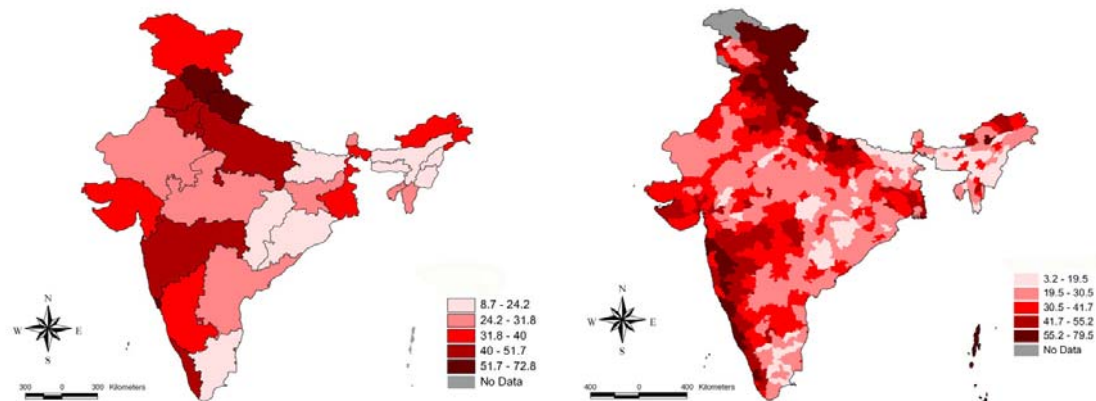 N
W E
S
300 0 300 Kilometers
8.7 - 24.2
24.2 - 31.8
31.8 - 40
40 - 51.7
51.7 - 72.8
No Data
N
W E
S
400 0 400 Kilometers
3.2 - 19.5
19.5 - 30.5
30.5 - 41.7
41.7 - 55.2
55.2 - 79.5
No Data